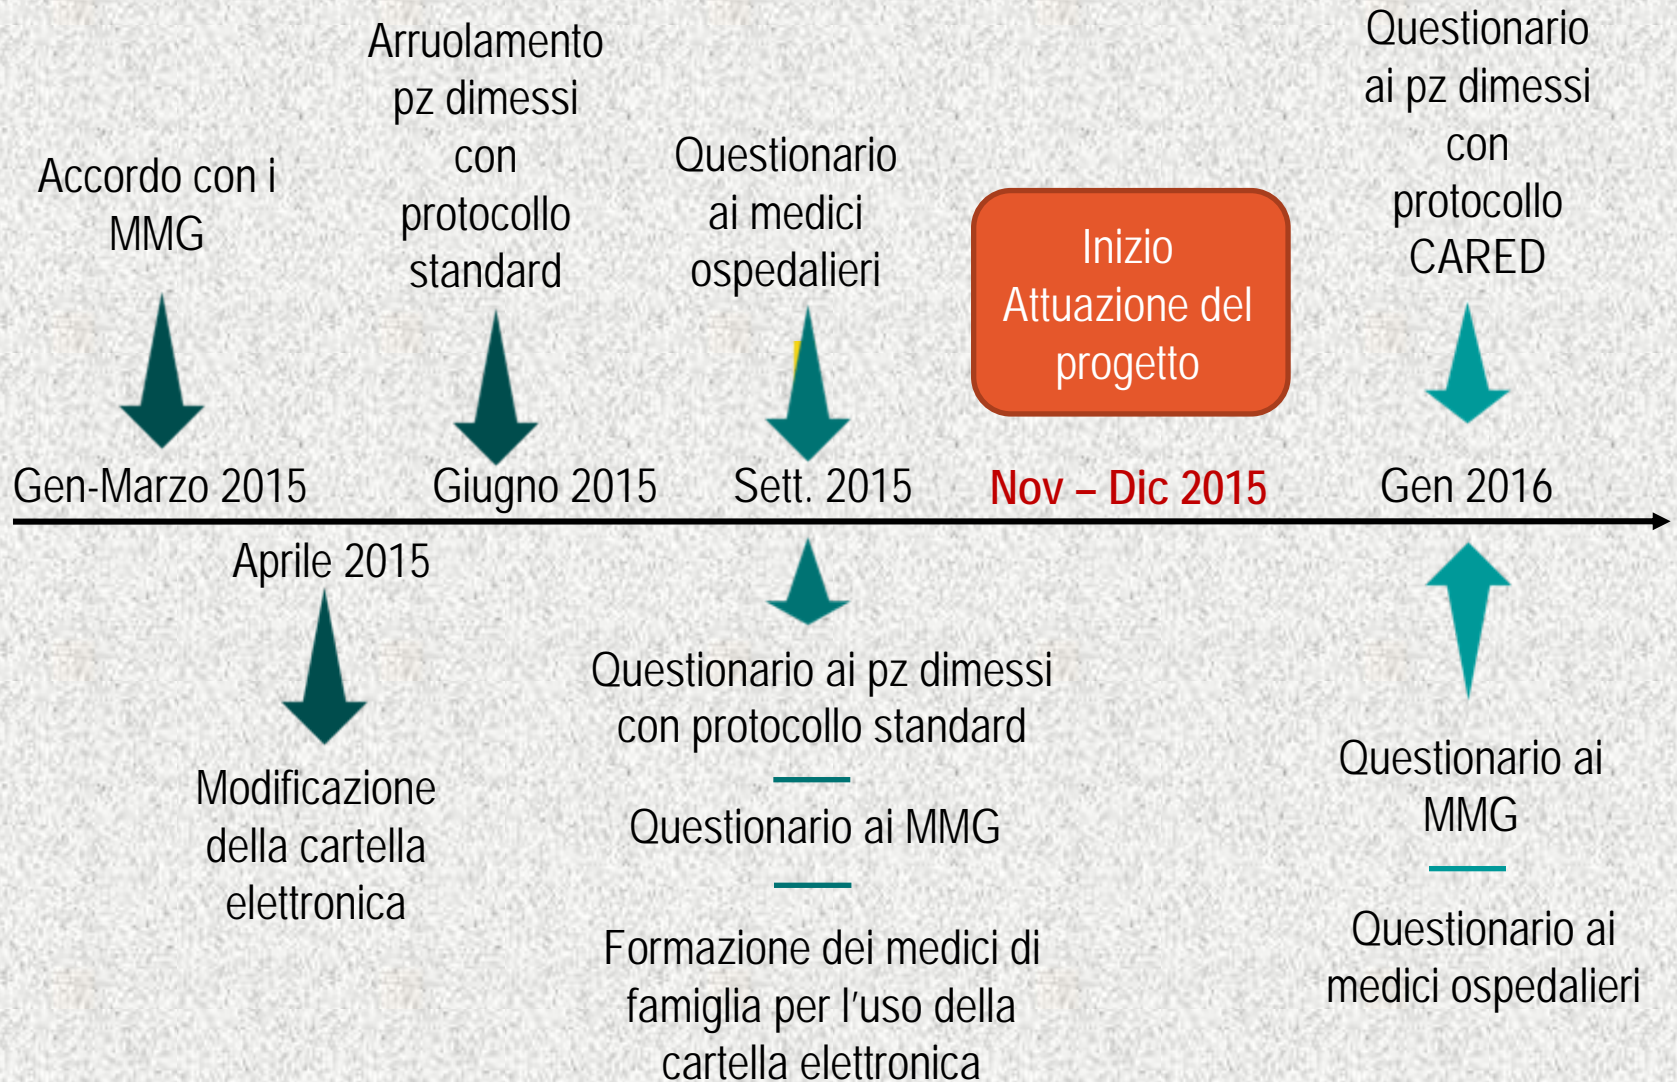 Accordo con i
MMG
Arruolamento
pz dimessi
con
protocollo
standard
Questionario
ai medici
ospedalieri
Inizio
Attuazione del
progetto
Questionario
ai pz dimessi
con
protocollo
CARED
Gen-Marzo 2015
Giugno 2015
Sett. 2015
Nov – Dic 2015
Gen 2016
Aprile 2015
Modificazione
della cartella
elettronica
Questionario ai pz dimessi
con protocollo standard
Questionario ai MMG
Formazione dei medici di
famiglia per l'uso della
cartella elettronica
Questionario ai
MMG
Questionario ai
medici ospedalieri